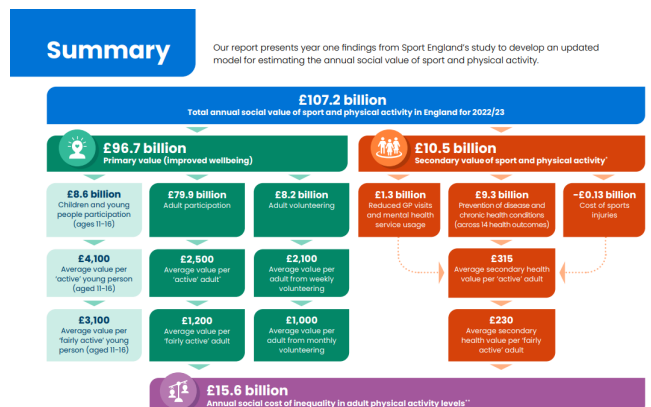 Summary
Our report presents year one findings from Sport England's study to develop an updated
model for estimating the annual social value of sport and physical activity.
£107.2 billion
Total annual social value of sport and physical activity in England for 2022/23
£96.7 billion
Primary value (improved wellbeing)
£10.5 billion
Secondary value of sport and physical activity*
£8.6 billion
Children and young
people participation
(ages 11-16)
£79.9 billion
Adult participation
£8.2 billion
Adult volunteering
£1.3 billion
Reduced GP visits
and mental health
service usage
£9.3 billion
Prevention of disease and
chronic health conditions
(across 14 health outcomes)
-£0.13 billion
Cost of sports
injuries
£4,100
Average value per
'active' young person
(aged 11-16)
£2,500
Average value per
'active' adult*
£2,100
Average value per
adult from weekly
volunteering
£315
Average secondary health
value per 'active' adult
£3,100
Average value per
'fairly active' young
person (aged 11-16)
£1,200
Average value per
'fairly active' adult
£1,000
Average value per
adult from monthly
volunteering
£230
Average secondary
health value per 'fairly
active' adult
£15.6 billion
Annual social cost of inequality in adult physical activity levels**